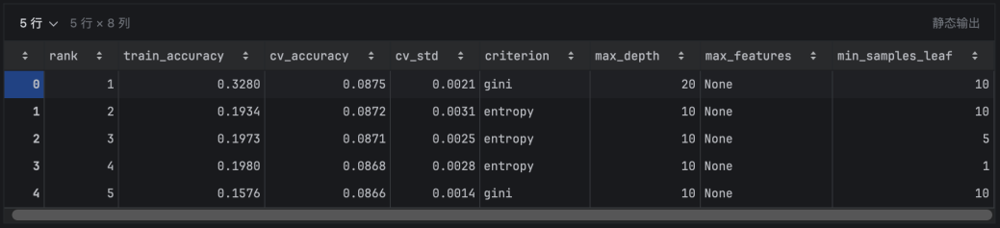 5 行 5 行 × 8 列 静态输出
rank train_accuracy cv_accuracy cv_std criterion max_depth max_features min_samples_leaf
0 1 0.3280 0.0875 0.0021 gini 20 None 10
1 2 0.1934 0.0872 0.0031 entropy 10 None 10
2 3 0.1973 0.0871 0.0025 entropy 10 None 5
3 4 0.1980 0.0868 0.0028 entropy 10 None 1
4 5 0.1576 0.0866 0.0014 gini 10 None 10